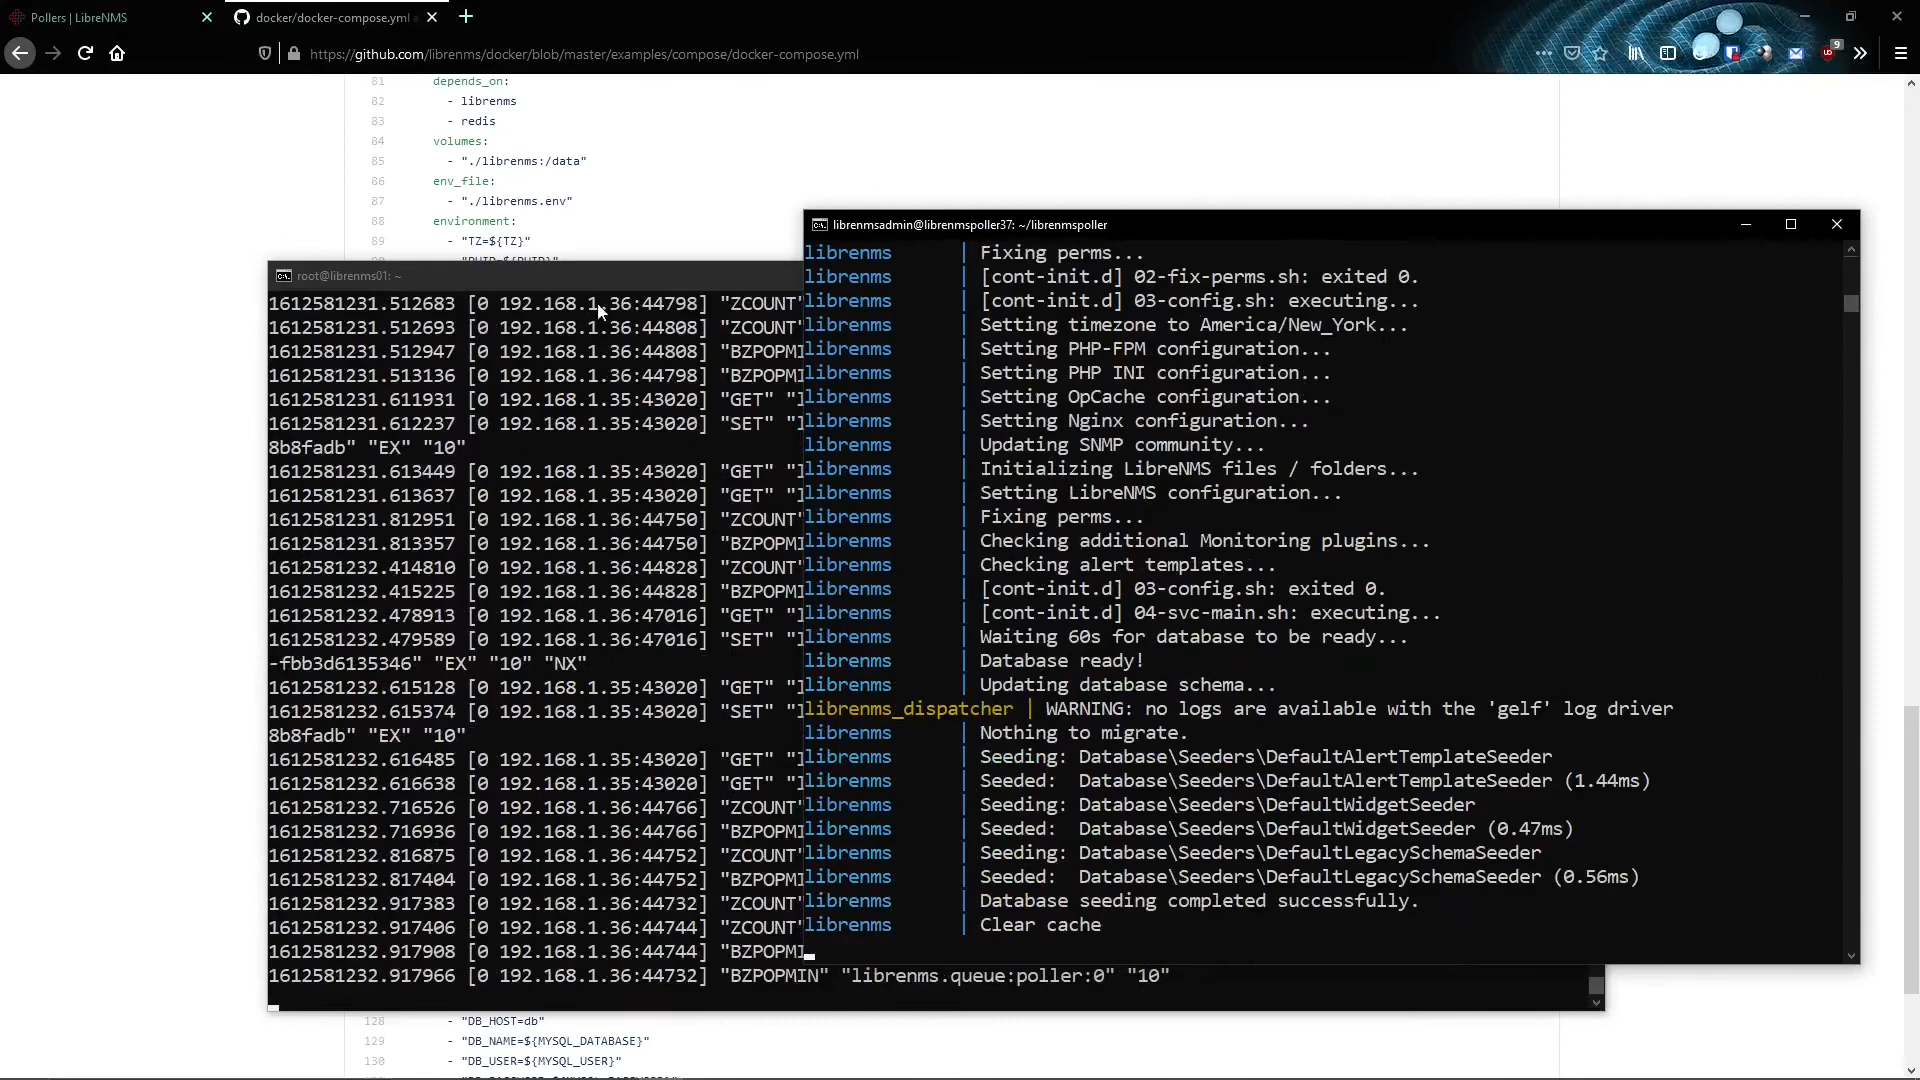 Pollers | LibreNMS
docker/docker-compose.yml a
https://github.com/librenms/docker/blob/master/examples/compose/docker-compose.yml
9
81 depends_on:
82 - librenms
83 - redis
84 volumes:
85 - "./librenms:/data"
86 env_file:
87 - "./librenms.env"
88 environment:
89 - "TZ=${TZ}"
root@librenms01: ~
1612581231.512683 [0 192.168.1.36:44798] "ZCOUNT"
1612581231.512693 [0 192.168.1.36:44808] "ZCOUNT"
1612581231.512947 [0 192.168.1.36:44808] "BZPOPMI
1612581231.513136 [0 192.168.1.36:44798] "BZPOPMI
1612581231.611931 [0 192.168.1.35:43020] "GET" "l
1612581231.612237 [0 192.168.1.35:43020] "SET" "l
8b8fadb" "EX" "10"
1612581231.613449 [0 192.168.1.35:43020] "GET" "l
1612581231.613637 [0 192.168.1.35:43020] "GET" "l
1612581231.812951 [0 192.168.1.36:44750] "ZCOUNT"
1612581231.813357 [0 192.168.1.36:44750] "BZPOPMI
1612581232.414810 [0 192.168.1.36:44828] "ZCOUNT"
1612581232.415225 [0 192.168.1.36:44828] "BZPOPMI
1612581232.478913 [0 192.168.1.36:47016] "GET" "l
1612581232.479589 [0 192.168.1.36:47016] "SET" "l
-fbb3d6135346" "EX" "10" "NX"
1612581232.615128 [0 192.168.1.35:43020] "GET" "l
1612581232.615374 [0 192.168.1.35:43020] "SET" "l
8b8fadb" "EX" "10"
1612581232.616485 [0 192.168.1.35:43020] "GET" "l
1612581232.616638 [0 192.168.1.35:43020] "GET" "l
1612581232.716526 [0 192.168.1.36:44766] "ZCOUNT"
1612581232.716936 [0 192.168.1.36:44766] "BZPOPMI
1612581232.816875 [0 192.168.1.36:44752] "ZCOUNT"
1612581232.817404 [0 192.168.1.36:44752] "BZPOPMI
1612581232.917383 [0 192.168.1.36:44732] "ZCOUNT"
1612581232.917406 [0 192.168.1.36:44744] "ZCOUNT"
1612581232.917908 [0 192.168.1.36:44744] "BZPOPMI
1612581232.917966 [0 192.168.1.36:44732] "BZPOPMIN" "librenms.queue:poller:0" "10"
librenmsadmin@librenmspoller37: ~/librenmspoller
librenms | Fixing perms...
librenms | [cont-init.d] 02-fix-perms.sh: exited 0.
librenms | [cont-init.d] 03-config.sh: executing...
librenms | Setting timezone to America/New_York...
librenms | Setting PHP-FPM configuration...
librenms | Setting PHP INI configuration...
librenms | Setting OpCache configuration...
librenms | Setting Nginx configuration...
librenms | Updating SNMP community...
librenms | Initializing LibreNMS files / folders...
librenms | Setting LibreNMS configuration...
librenms | Fixing perms...
librenms | Checking additional Monitoring plugins...
librenms | Checking alert templates...
librenms | [cont-init.d] 03-config.sh: exited 0.
librenms | [cont-init.d] 04-svc-main.sh: executing...
librenms | Waiting 60s for database to be ready...
librenms | Database ready!
librenms | Updating database schema...
librenms_dispatcher | WARNING: no logs are available with the 'gelf' log driver
librenms | Nothing to migrate.
librenms | Seeding: Database\Seeders\DefaultAlertTemplateSeeder
librenms | Seeded: Database\Seeders\DefaultAlertTemplateSeeder (1.44ms)
librenms | Seeding: Database\Seeders\DefaultWidgetSeeder
librenms | Seeded: Database\Seeders\DefaultWidgetSeeder (0.47ms)
librenms | Seeding: Database\Seeders\DefaultLegacySchemaSeeder
librenms | Seeded: Database\Seeders\DefaultLegacySchemaSeeder (0.56ms)
librenms | Database seeding completed successfully.
librenms | Clear cache
128 - "DB_HOST=db"
129 - "DB_NAME=${MYSQL_DATABASE}"
130 - "DB_USER=${MYSQL_USER}"